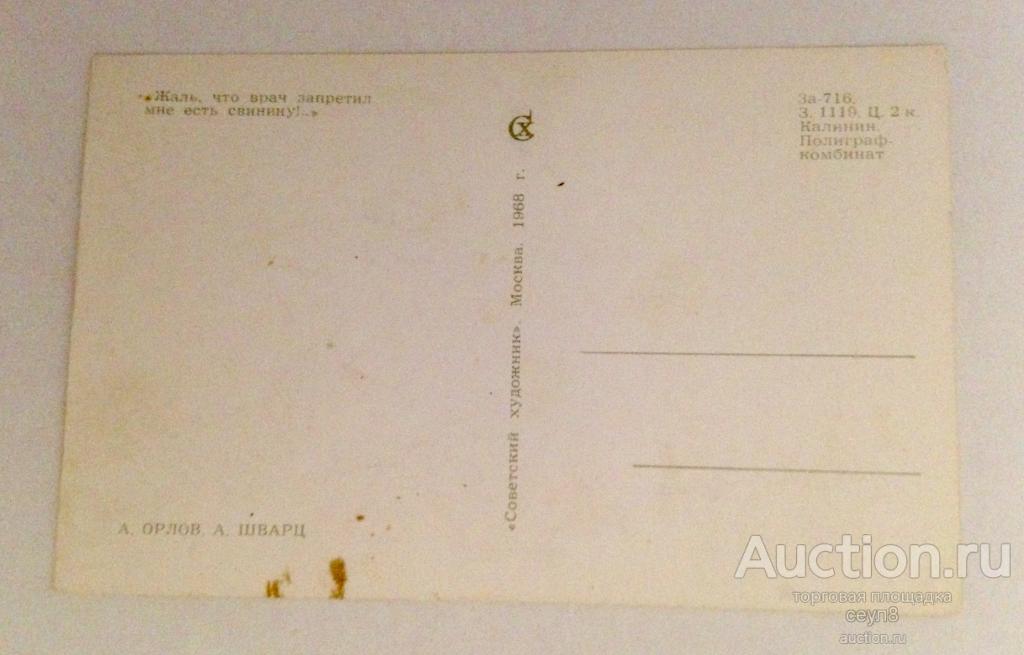 «Жаль, что врач запретил
мне есть свинину!..»
СХ
За-716.
З. 1119. Ц. 2 к.
Калинин.
Полиграф-
комбинат
«Советский художник». Москва. 1968 г.
А. ОРЛОВ, А. ШВАРЦ
Auction.ru
торговая площадка
сеул8
auction.ru